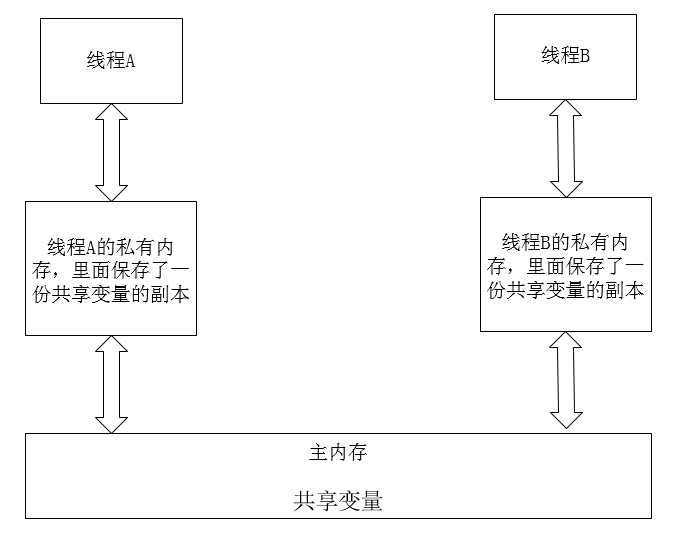 线程A
线程B
线程A的私有内
存，里面保存了一
份共享变量的副本
线程B的私有内
存，里面保存了一
份共享变量的副本
主内存
共享变量